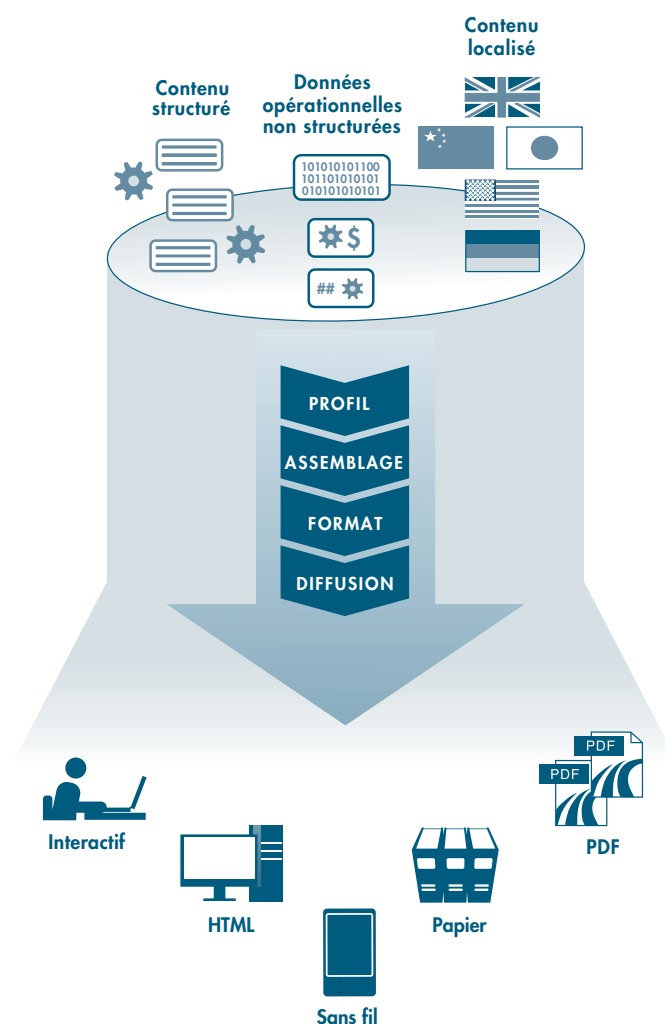 Contenu
structuré
Données
opérationnelles
non structurées
Contenu
localisé
101010101100
101101010101
010101010101
$
##
PROFIL
ASSEMBLAGE
FORMAT
DIFFUSION
Interactif
HTML
Sans fil
Papier
PDF
PDF
PDF